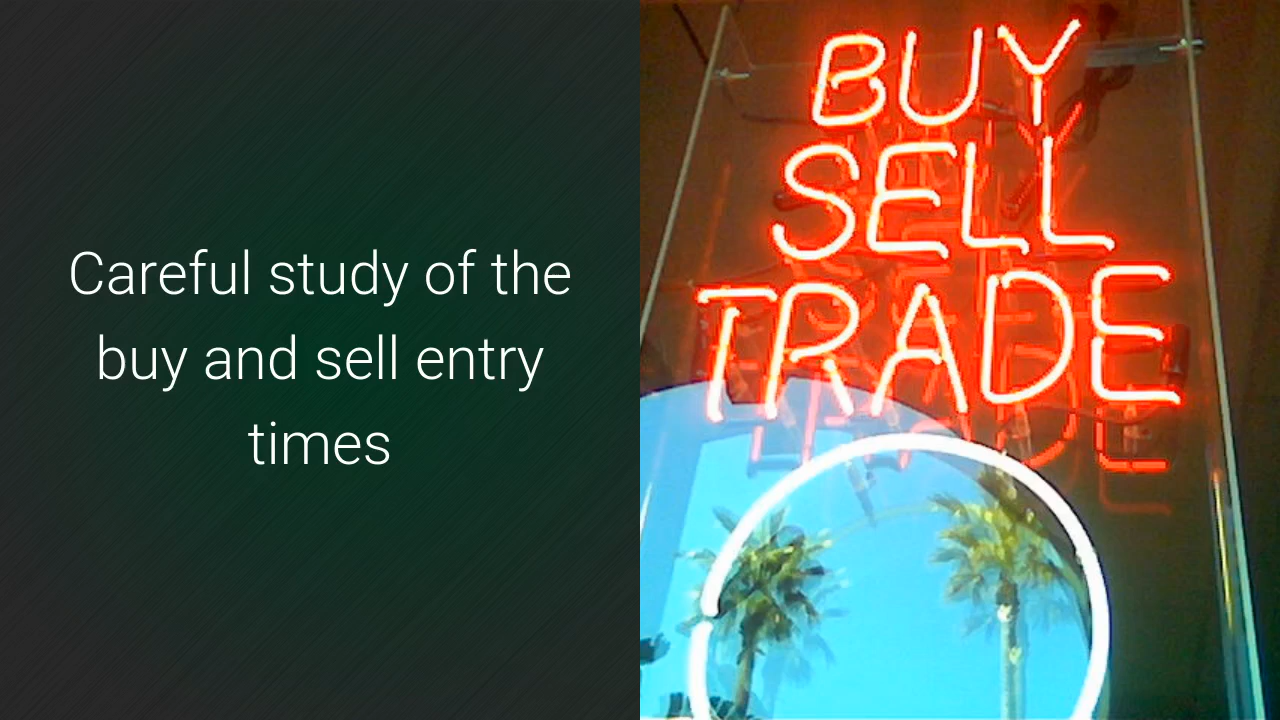 Careful study of the
buy and sell entry
times
BUY
SELL
TRADE